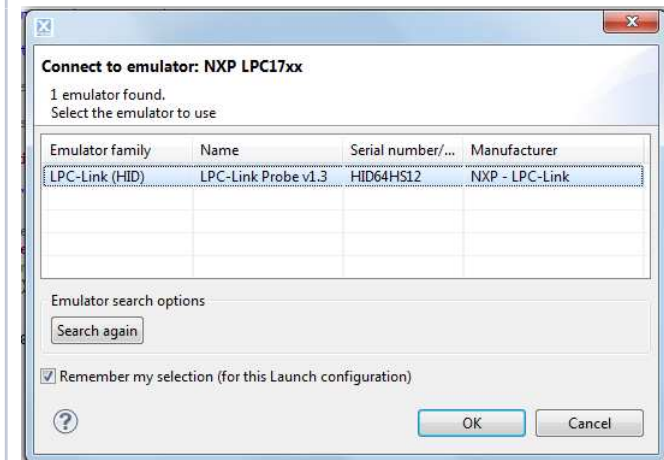 Connect to emulator: NXP LPC17xx
1 emulator found.
Select the emulator to use
Emulator family Name Serial number/... Manufacturer
LPC-Link (HID) LPC-Link Probe v1.3 HID64HS12 NXP - LPC-Link
Emulator search options
Search again
Remember my selection (for this Launch configuration)
OK Cancel